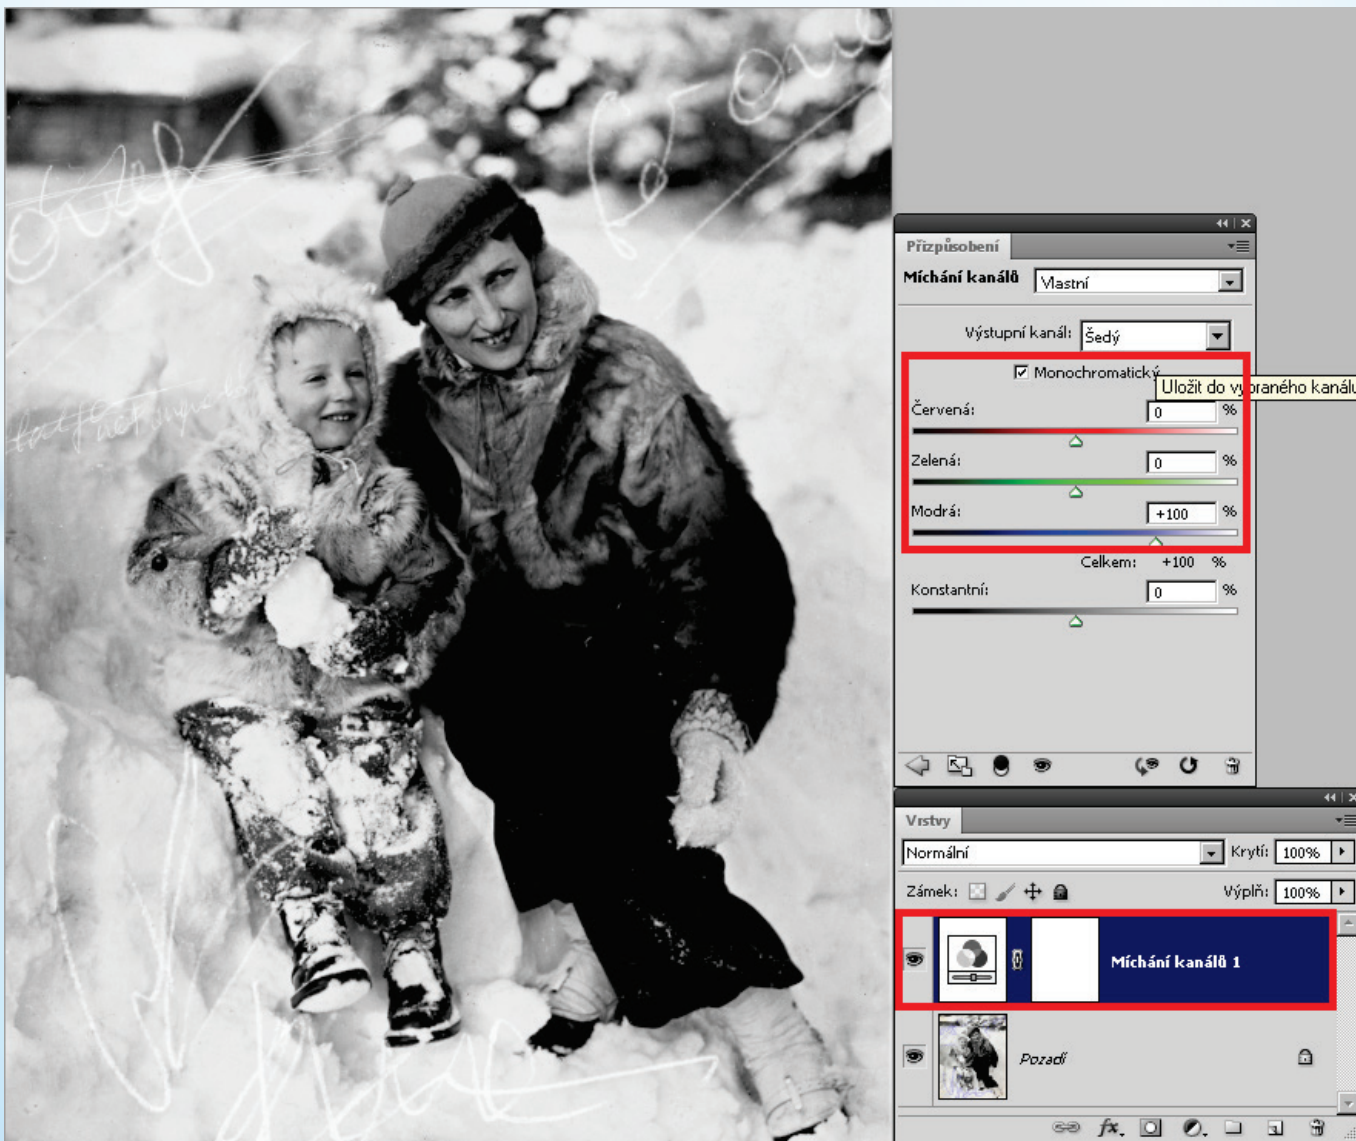 Přizpůsobení
Míchání kanálů Vlastní
Výstupní kanál: Šedý
Monochromatický
Uložit do vybraného kanálu
Červená: 0 %
Zelená: 0 %
Modrá: +100 %
Celkem: +100 %
Konstantní: 0 %
Vrstvy
Normální Krytí: 100%
Zámek: Výplň: 100%
Míchání kanálů 1
Pozadí
fx.